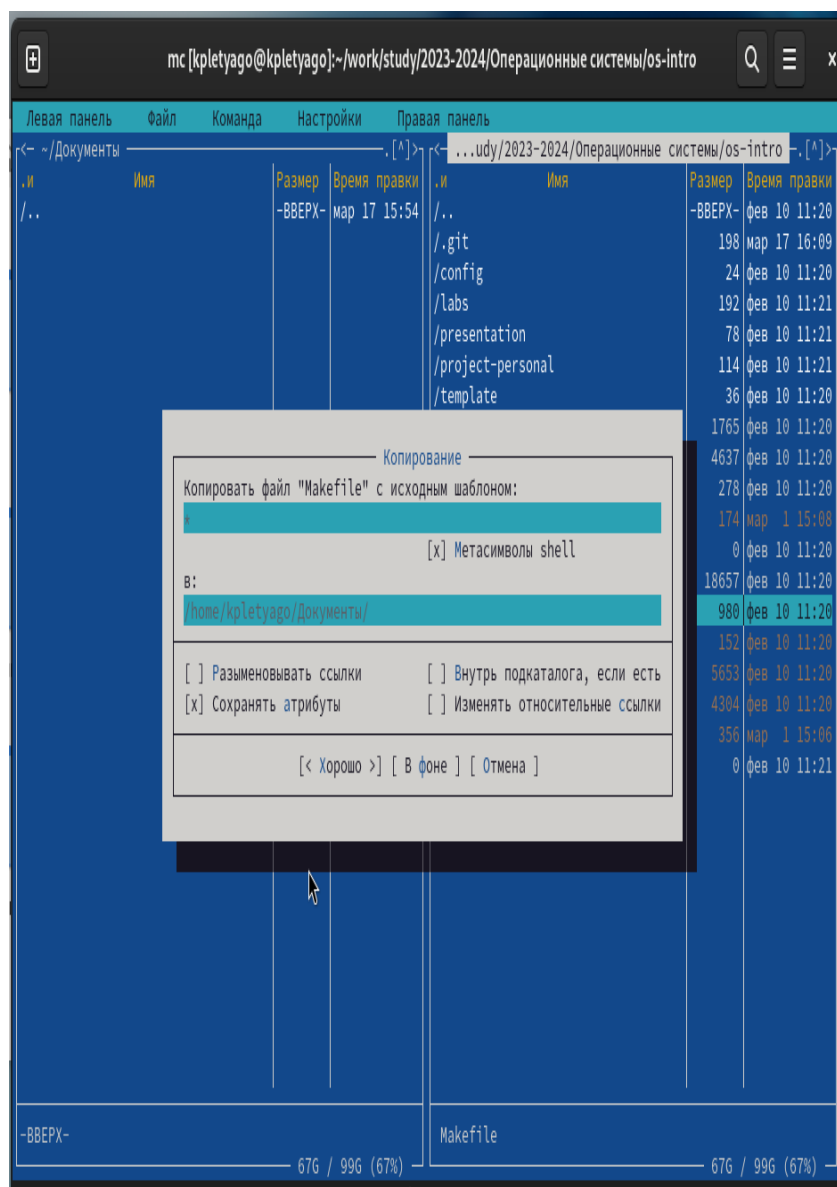 mc [kpletyago@kpletyago]:~/work/study/2023-2024/Операционные системы/os-intro
Левая панель Файл Команда Настройки Правая панель
<- ~/Документы .[^]>
.и Имя Размер Время правки
/.. -ВВЕРХ- мар 17 15:54
<- ...udy/2023-2024/Операционные системы/os-intro -.[^]>
.и Имя Размер Время правки
/.. -ВВЕРХ- фев 10 11:20
/.git 198 мар 17 16:09
/config 24 фев 10 11:20
/labs 192 фев 10 11:21
/presentation 78 фев 10 11:21
/project-personal 114 фев 10 11:21
/template 36 фев 10 11:20
1765 фев 10 11:20
4637 фев 10 11:20
278 фев 10 11:20
174 мар 1 15:08
0 фев 10 11:20
18657 фев 10 11:20
980 фев 10 11:20
152 фев 10 11:20
5653 фев 10 11:20
4304 фев 10 11:20
356 мар 1 15:06
0 фев 10 11:21
Копирование
Копировать файл "Makefile" с исходным шаблоном:
*
[x] Метасимволы shell
в:
/home/kpletyago/Документы/
[ ] Разыменовывать ссылки [ ] Внутрь подкаталога, если есть
[x] Сохранять атрибуты [ ] Изменять относительные ссылки
[< Хорошо >] [ В фоне ] [ Отмена ]
-ВВЕРХ-
67G / 99G (67%)
Makefile
67G / 99G (67%)